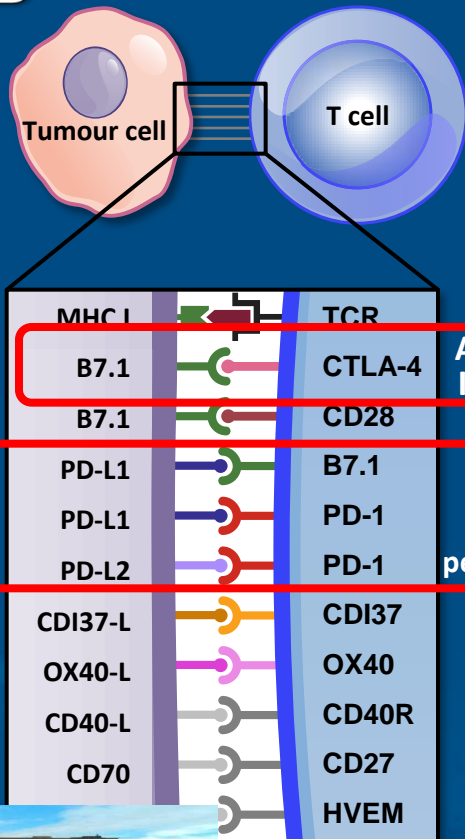 Tumour cell
T cell
MHC I TCR
B7.1 CTLA-4
B7.1 CD28
PD-L1 B7.1
PD-L1 PD-1
PD-L2 PD-1
CDI37-L CDI37
OX40-L OX40
CD40-L CD40R
CD70 CD27
HVEM